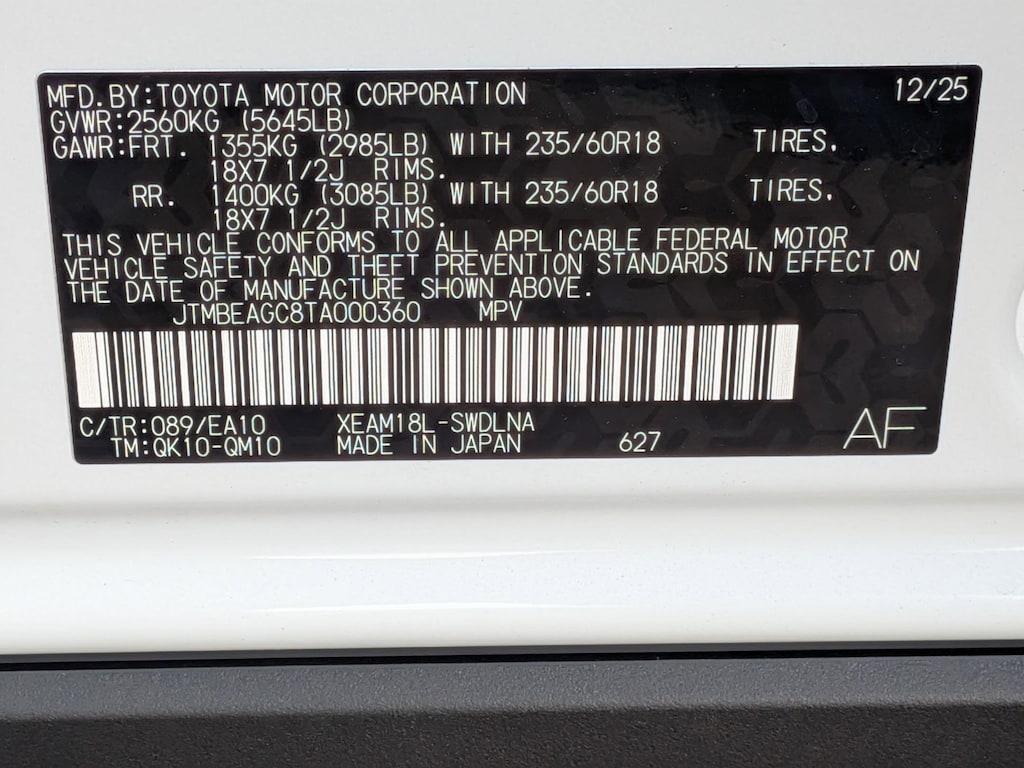 MFD.BY:TOYOTA MOTOR CORPORATION 12/25
GVWR:2560KG (5645LB)
GAWR:FRT. 1355KG (2985LB) WITH 235/60R18 TIRES,
18X7 1/2J RIMS.
RR. 1400KG (3085LB) WITH 235/60R18 TIRES,
18X7 1/2J RIMS.
THIS VEHICLE CONFORMS TO ALL APPLICABLE FEDERAL MOTOR
VEHICLE SAFETY AND THEFT PREVENTION STANDARDS IN EFFECT ON
THE DATE OF MANUFACTURE SHOWN ABOVE.
JTMBEAGC8TA000360 MPV
C/TR:089/EA10 XEAM18L-SWDLNA
TM:QK10-QM10 MADE IN JAPAN 627 AF